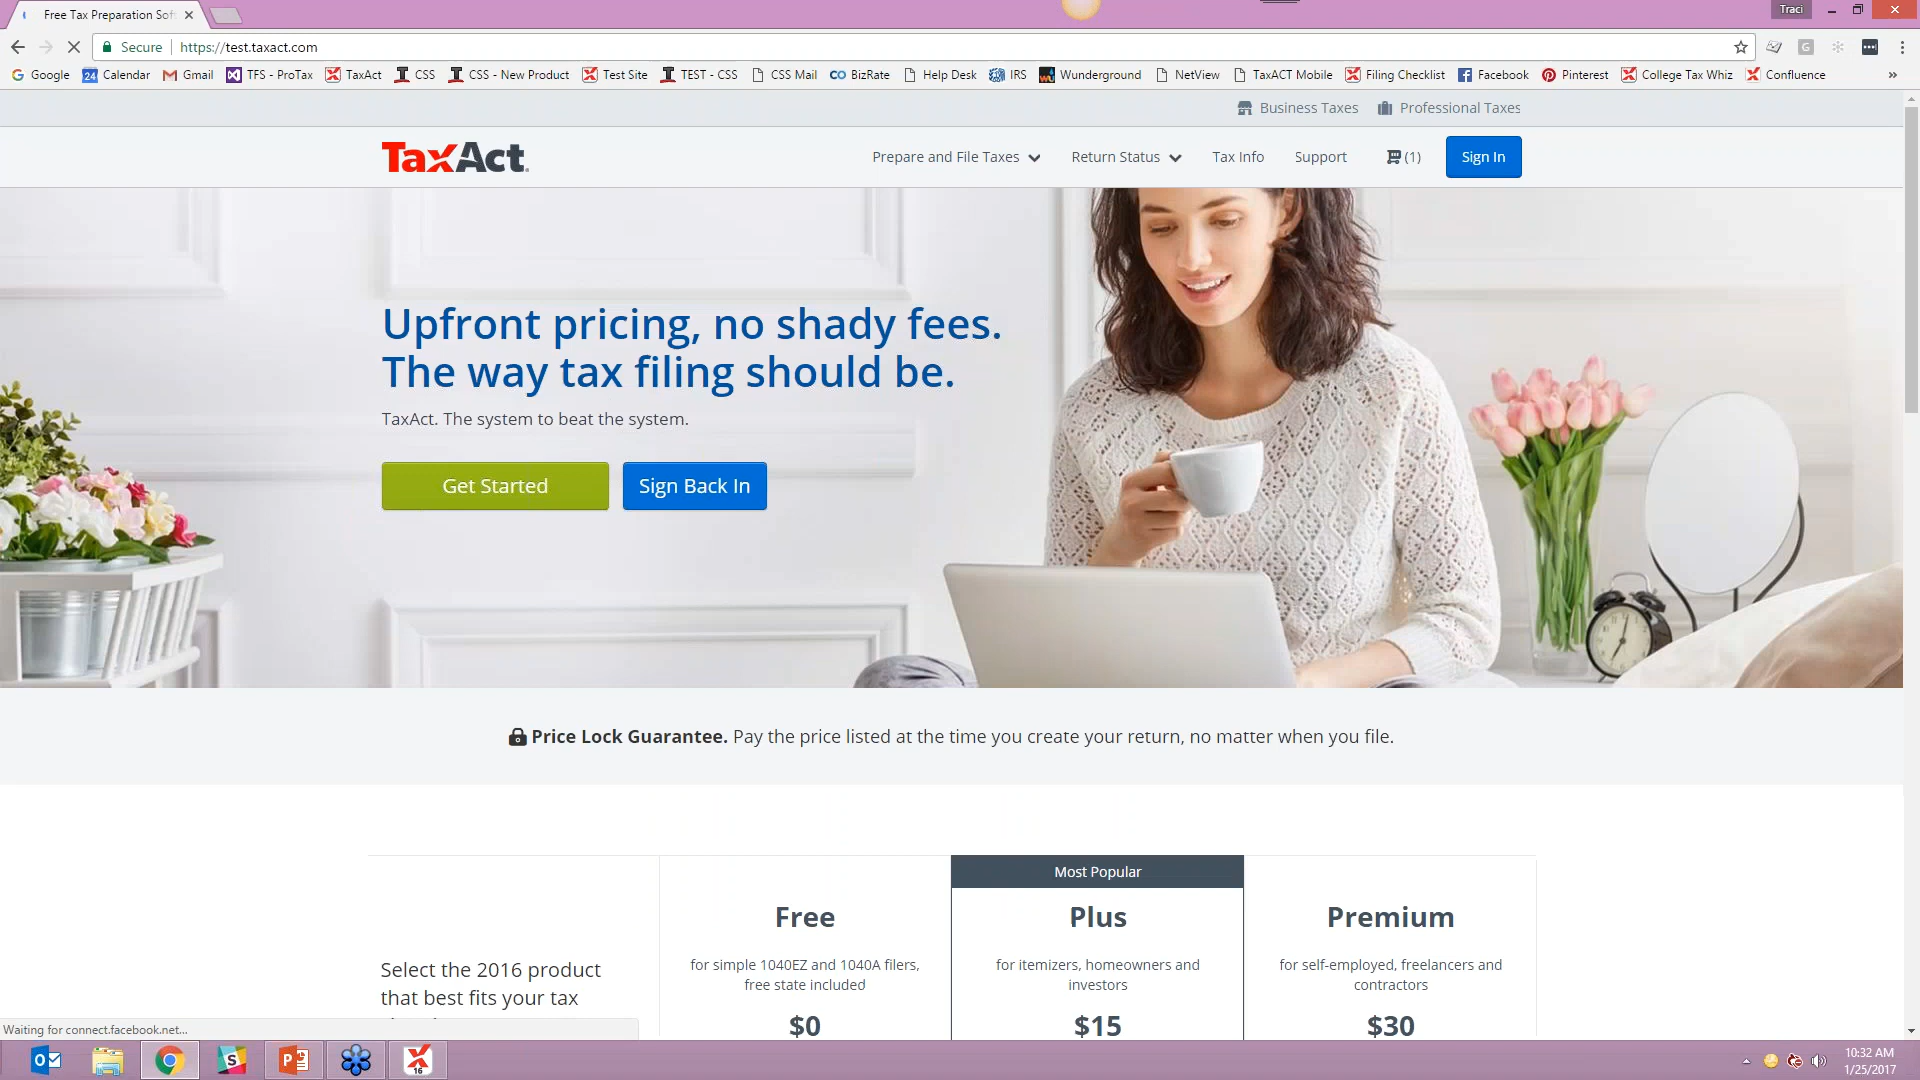 Free Tax Preparation Sof
Traci
Secure https://test.taxact.com
Google
24 Calendar
Gmail
TFS - ProTax
TaxAct
CSS
CSS - New Product
Test Site
TEST - CSS
CSS Mail
CO BizRate
Help Desk
IRS
Wunderground
NetView
TaxACT Mobile
Filing Checklist
Facebook
Pinterest
College Tax Whiz
Confluence
»
Business Taxes
Professional Taxes
TaxAct
Prepare and File Taxes
Return Status
Tax Info
Support
(1)
Sign In
Upfront pricing, no shady fees.
The way tax filing should be.
TaxAct. The system to beat the system.
Get Started
Sign Back In
Price Lock Guarantee. Pay the price listed at the time you create your return, no matter when you file.
Most Popular
Free
Plus
Premium
for simple 1040EZ and 1040A filers,
free state included
for itemizers, homeowners and
investors
for self-employed, freelancers and
contractors
Select the 2016 product
that best fits your tax
$0
$15
$30
Waiting for connect.facebook.net...
16
10:32 AM
1/25/2017